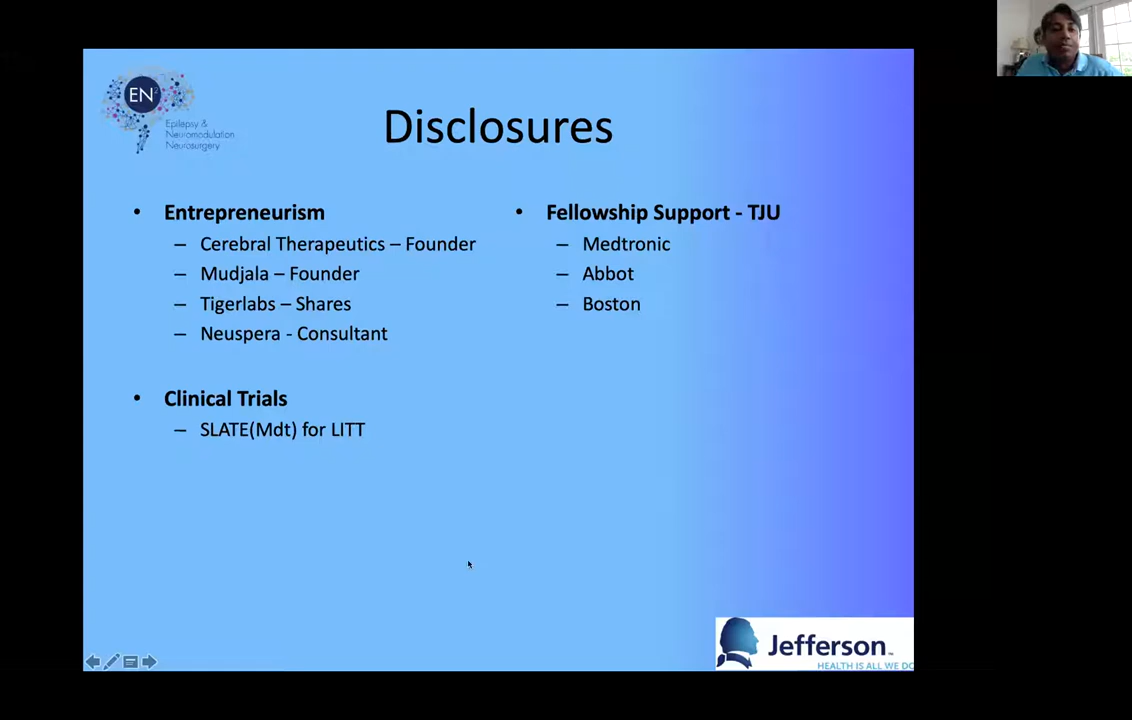 EN²
Epilepsy &
Neuromodulation
Neurosurgery
Disclosures
• Entrepreneurism
– Cerebral Therapeutics – Founder
– Mudjala – Founder
– Tigerlabs – Shares
– Neuspera - Consultant
• Clinical Trials
– SLATE(Mdt) for LITT
• Fellowship Support - TJU
– Medtronic
– Abbot
– Boston
Jefferson
HEALTH IS ALL WE DO